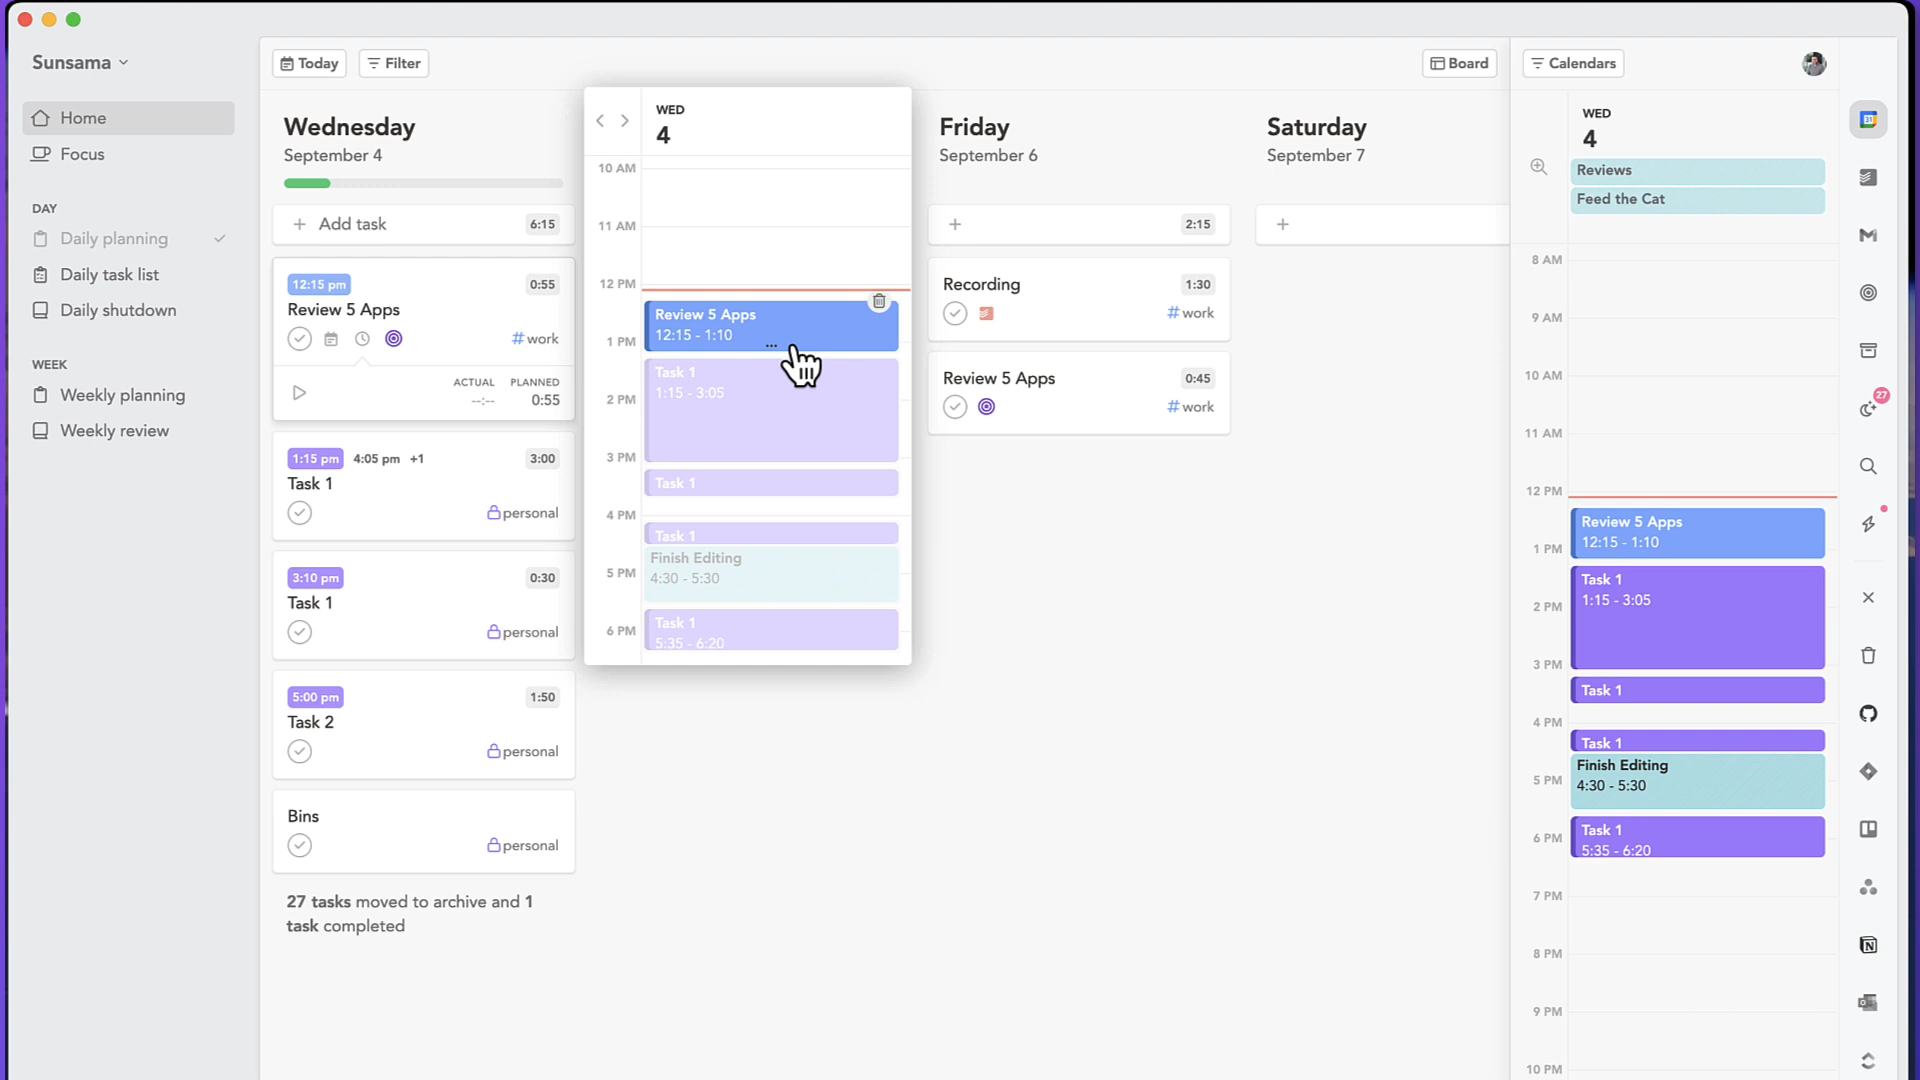 Sunsama
Home
Focus
DAY
Daily planning
Daily task list
Daily shutdown
WEEK
Weekly planning
Weekly review
Today
Filter
Board
Wednesday
September 4
Add task
6:15
12:15 pm
0:55
Review 5 Apps
#work
ACTUAL
PLANNED
--:--
0:55
1:15 pm
4:05 pm
+1
3:00
Task 1
personal
3:10 pm
0:30
Task 1
personal
5:00 pm
1:50
Task 2
personal
Bins
personal
27 tasks moved to archive and 1
task completed
WED
4
10 AM
11 AM
12 PM
1 PM
2 PM
3 PM
4 PM
5 PM
6 PM
Review 5 Apps
12:15 - 1:10
...
Task 1
1:15 - 3:05
Task 1
Task 1
Finish Editing
4:30 - 5:30
Task 1
5:35 - 6:20
Friday
September 6
2:15
Recording
1:30
#work
Review 5 Apps
0:45
#work
Saturday
September 7
Calendars
WED
4
Reviews
Feed the Cat
8 AM
9 AM
10 AM
11 AM
12 PM
1 PM
2 PM
3 PM
4 PM
5 PM
6 PM
7 PM
8 PM
9 PM
10 PM
Review 5 Apps
12:15 - 1:10
Task 1
1:15 - 3:05
Task 1
Task 1
Finish Editing
4:30 - 5:30
Task 1
5:35 - 6:20
31
27